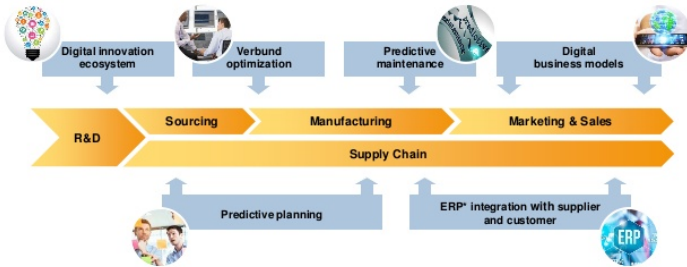 Digital innovation
ecosystem
Verbund
optimization
Predictive
maintenance
Digital
business models
R&D
Sourcing
Manufacturing
Marketing & Sales
Supply Chain
Predictive planning
ERP* integration with supplier
and customer
ERP